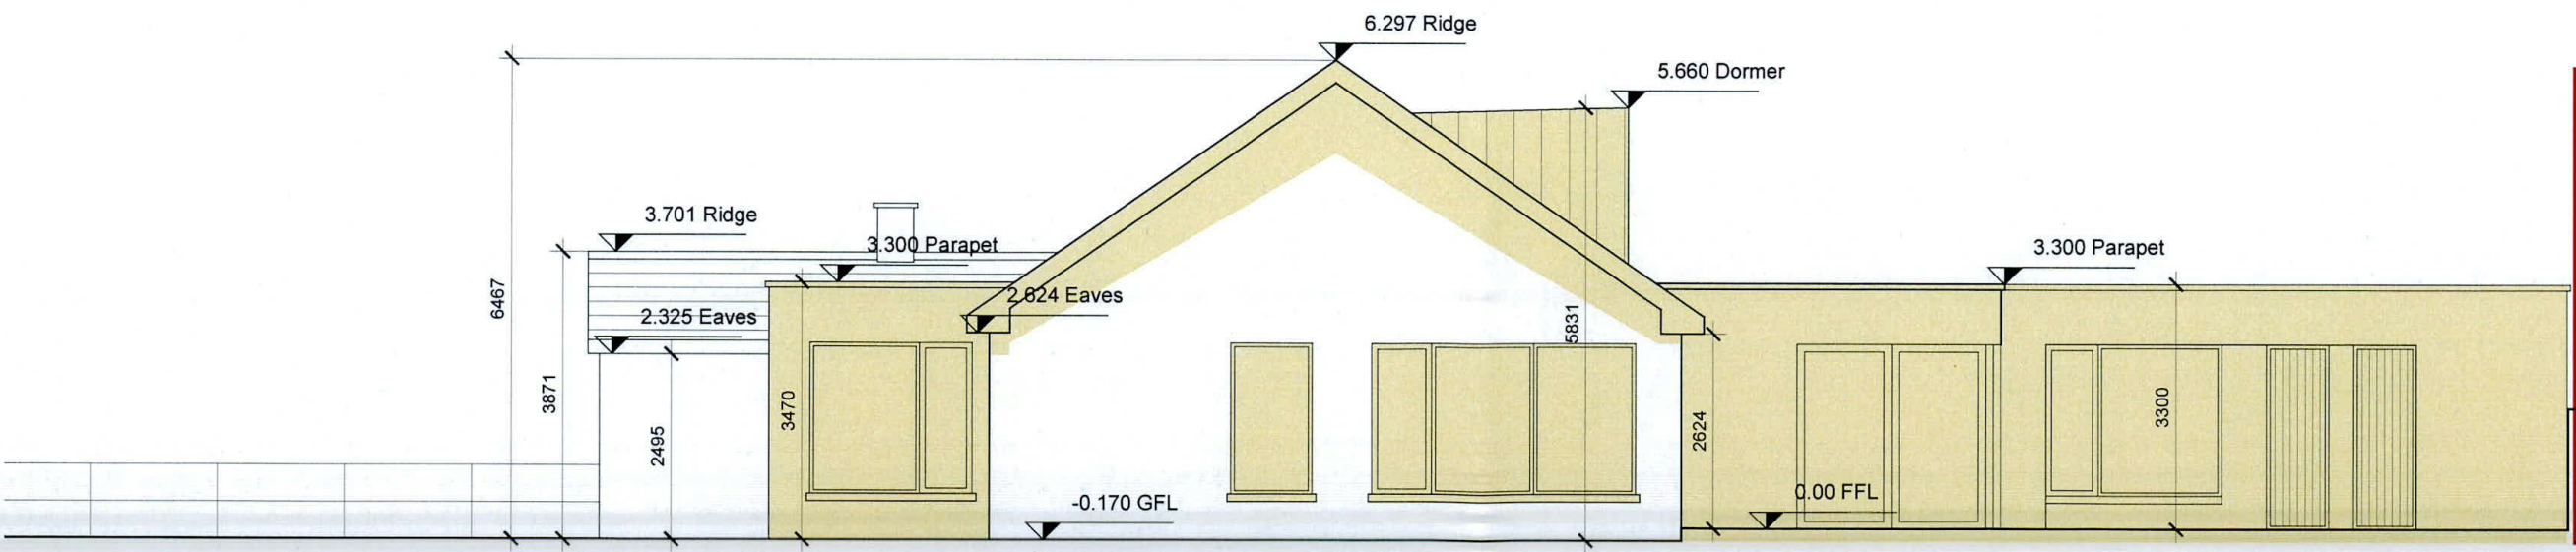 6.297 Ridge
5.660 Dormer
3.701 Ridge
3.300 Parapet
3.300 Parapet
2.624 Eaves
2.325 Eaves
6467
3871
2495
3470
5831
2624
3300
-0.170 GFL
0.00 FFL